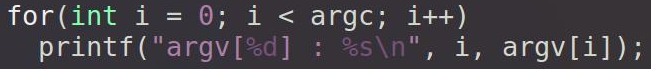 for(int i = 0; i < argc; i++)
  printf("argv[%d] : %s\n", i, argv[i]);